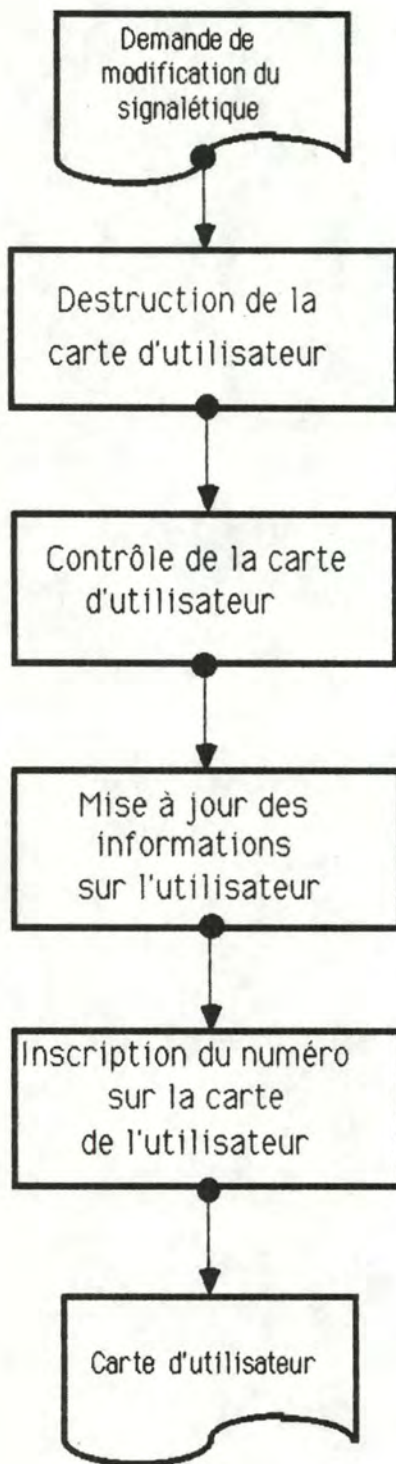 Demande de
modification du
signalétique
Destruction de la
carte d'utilisateur
Contrôle de la carte
d'utilisateur
Mise à jour des
informations
sur l'utilisateur
Inscription du numéro
sur la carte
de l'utilisateur
Carte d'utilisateur